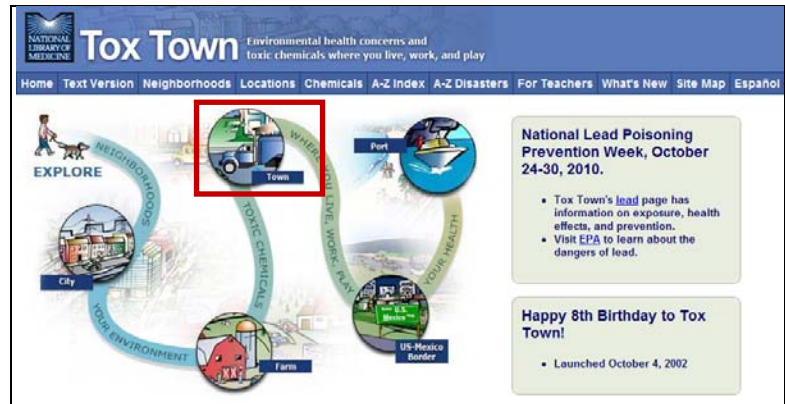 NATIONAL
LIBRARY OF
MEDICINE
Tox Town
Environmental health concerns and
toxic chemicals where you live, work, and play
Home Text Version Neighborhoods Locations Chemicals A-Z Index A-Z Disasters For Teachers What's New Site Map Español
EXPLORE
NEIGHBORHOODS
City
YOUR ENVIRONMENT
Farm
TOXIC CHEMICALS
Town
WHERE YOU LIVE, WORK, PLAY
U.S.
Mexico
US-Mexico
Border
YOUR HEALTH
Port
National Lead Poisoning
Prevention Week, October
24-30, 2010.
• Tox Town's lead page has
information on exposure, health
effects, and prevention.
• Visit EPA to learn about the
dangers of lead.
Happy 8th Birthday to Tox
Town!
• Launched October 4, 2002